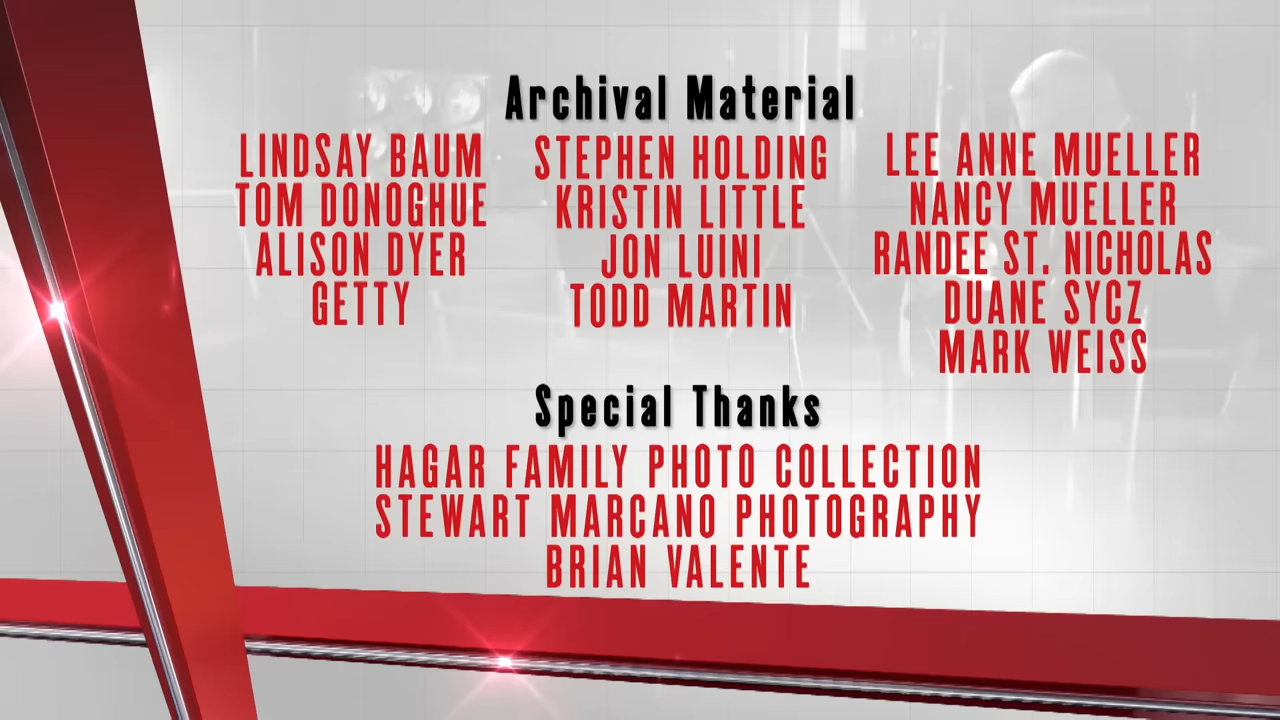 Archival Material
LINDSAY BAUM
TOM DONOGHUE
ALISON DYER
GETTY
STEPHEN HOLDING
KRISTIN LITTLE
JON LUINI
TODD MARTIN
LEE ANNE MUELLER
NANCY MUELLER
RANDEE ST. NICHOLAS
DUANE SYCZ
MARK WEISS
Special Thanks
HAGAR FAMILY PHOTO COLLECTION
STEWART MARCANO PHOTOGRAPHY
BRIAN VALENTE